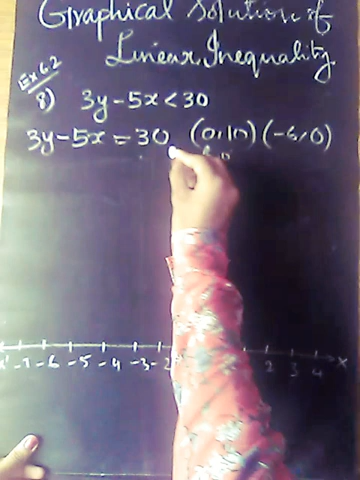 Graphical Solution of
Linear Inequality
Ex 6.2
8) 3y-5x<30
3y-5x=30 (0,10) (-6,0)
x' -7 -6 -5 -4 -3 -2 2 3 4 x